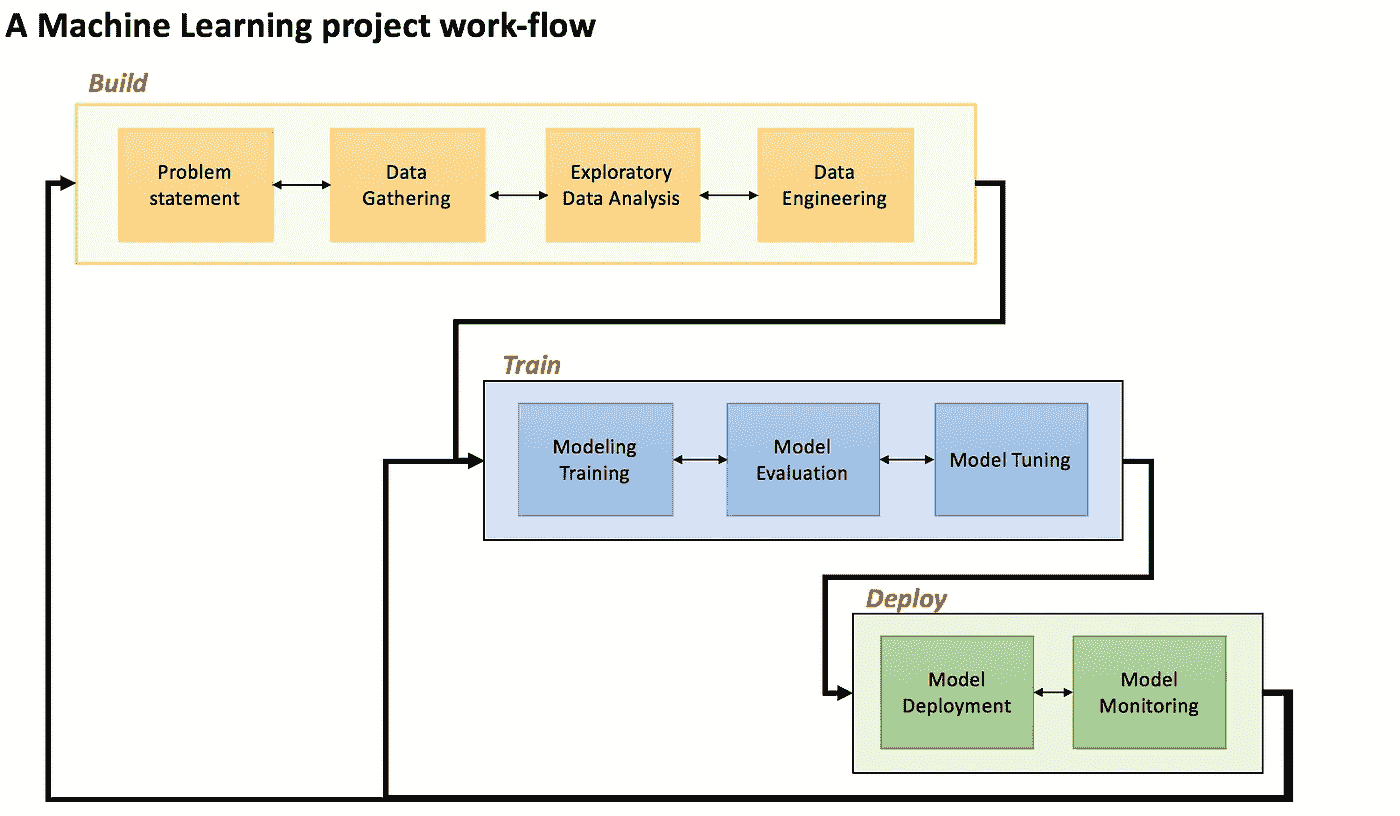 A Machine Learning project work-flow
Build
Problem
statement
Data
Gathering
Exploratory
Data Analysis
Data
Engineering
Train
Modeling
Training
Model
Evaluation
Model Tuning
Deploy
Model
Deployment
Model
Monitoring